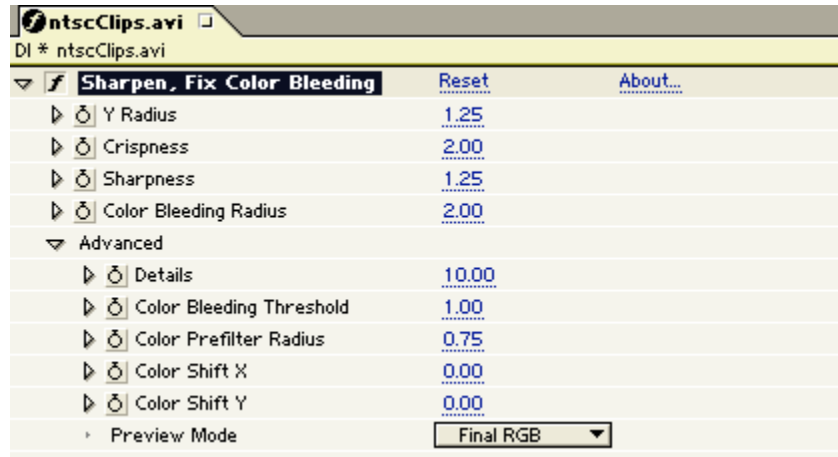 ntscClips.avi
DI * ntscClips.avi
Sharpen, Fix Color Bleeding Reset About...
Y Radius 1.25
Crispness 2.00
Sharpness 1.25
Color Bleeding Radius 2.00
Advanced
Details 10.00
Color Bleeding Threshold 1.00
Color Prefilter Radius 0.75
Color Shift X 0.00
Color Shift Y 0.00
Preview Mode Final RGB